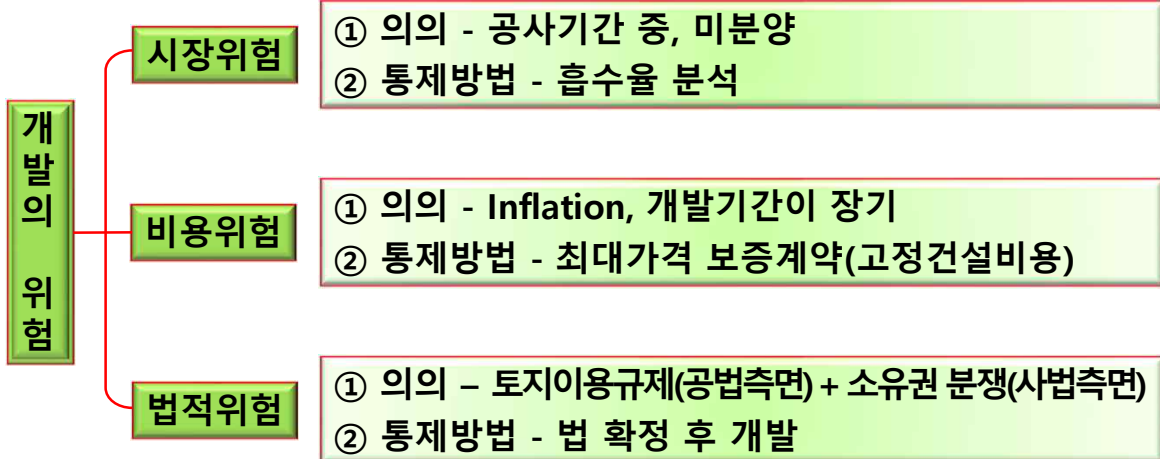 개발의 위험
시장위험
① 의의 - 공사기간 중, 미분양
② 통제방법 - 흡수율 분석
비용위험
① 의의 - Inflation, 개발기간이 장기
② 통제방법 - 최대가격 보증계약(고정건설비용)
법적위험
① 의의 – 토지이용규제(공법측면) + 소유권 분쟁(사법측면)
② 통제방법 - 법 확정 후 개발